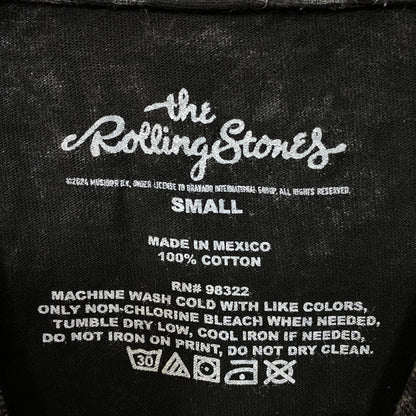 the
Rolling Stones
©2024 MUSIDOR B.V., UNDER LICENSE TO BRAVADO INTERNATIONAL GROUP, ALL RIGHTS RESERVED.
SMALL
MADE IN MEXICO
100% COTTON
RN# 98322
MACHINE WASH COLD WITH LIKE COLORS,
ONLY NON-CHLORINE BLEACH WHEN NEEDED,
TUMBLE DRY LOW, COOL IRON IF NEEDED,
DO NOT IRON ON PRINT, DO NOT DRY CLEAN.
30